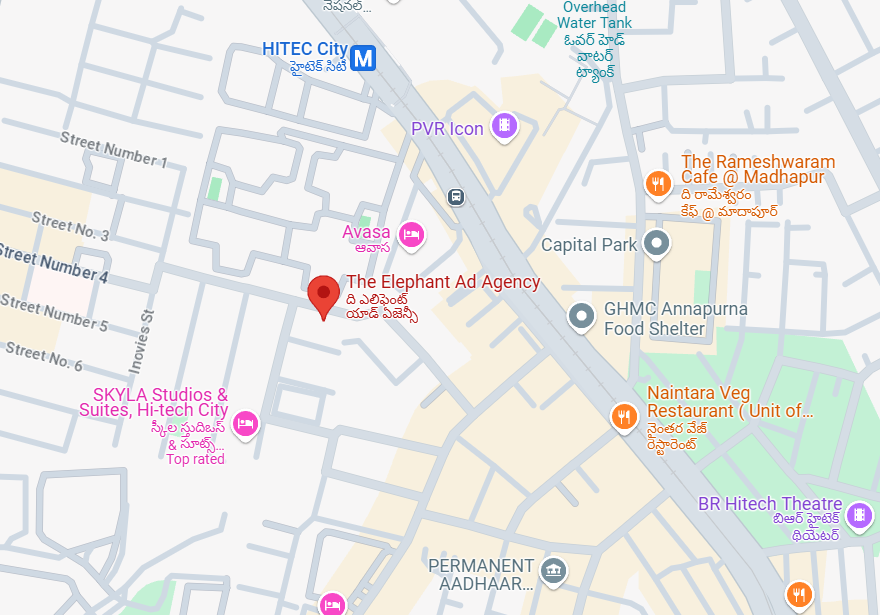 నేషనల్...
Overhead
Water Tank
ఓవర్ హెడ్
వాటర్
ట్యాంక్
HITEC City
హైటెక్ సిటీ
M
PVR Icon
Street Number 1
The Rameshwaram
Cafe @ Madhapur
ది రామేశ్వరం
కేఫ్ @ మాదాపూర్
Street No. 3
Avasa
ఆవాస
Capital Park
Street Number 4
The Elephant Ad Agency
ది ఎలిఫెంట్
యాడ్ ఏజెన్సీ
Street Number 5
Inovies St
GHMC Annapurna
Food Shelter
Street No. 6
SKYLA Studios &
Suites, Hi-tech City
స్కీల స్తుదిఒస్
& సూట్స్...
Top rated
Naintara Veg
Restaurant ( Unit of...
నైంతర వేజ్
రెస్టారెంట్
BR Hitech Theatre
బిఆర్ హైటెక్
థియేటర్
PERMANENT
AADHAAR...